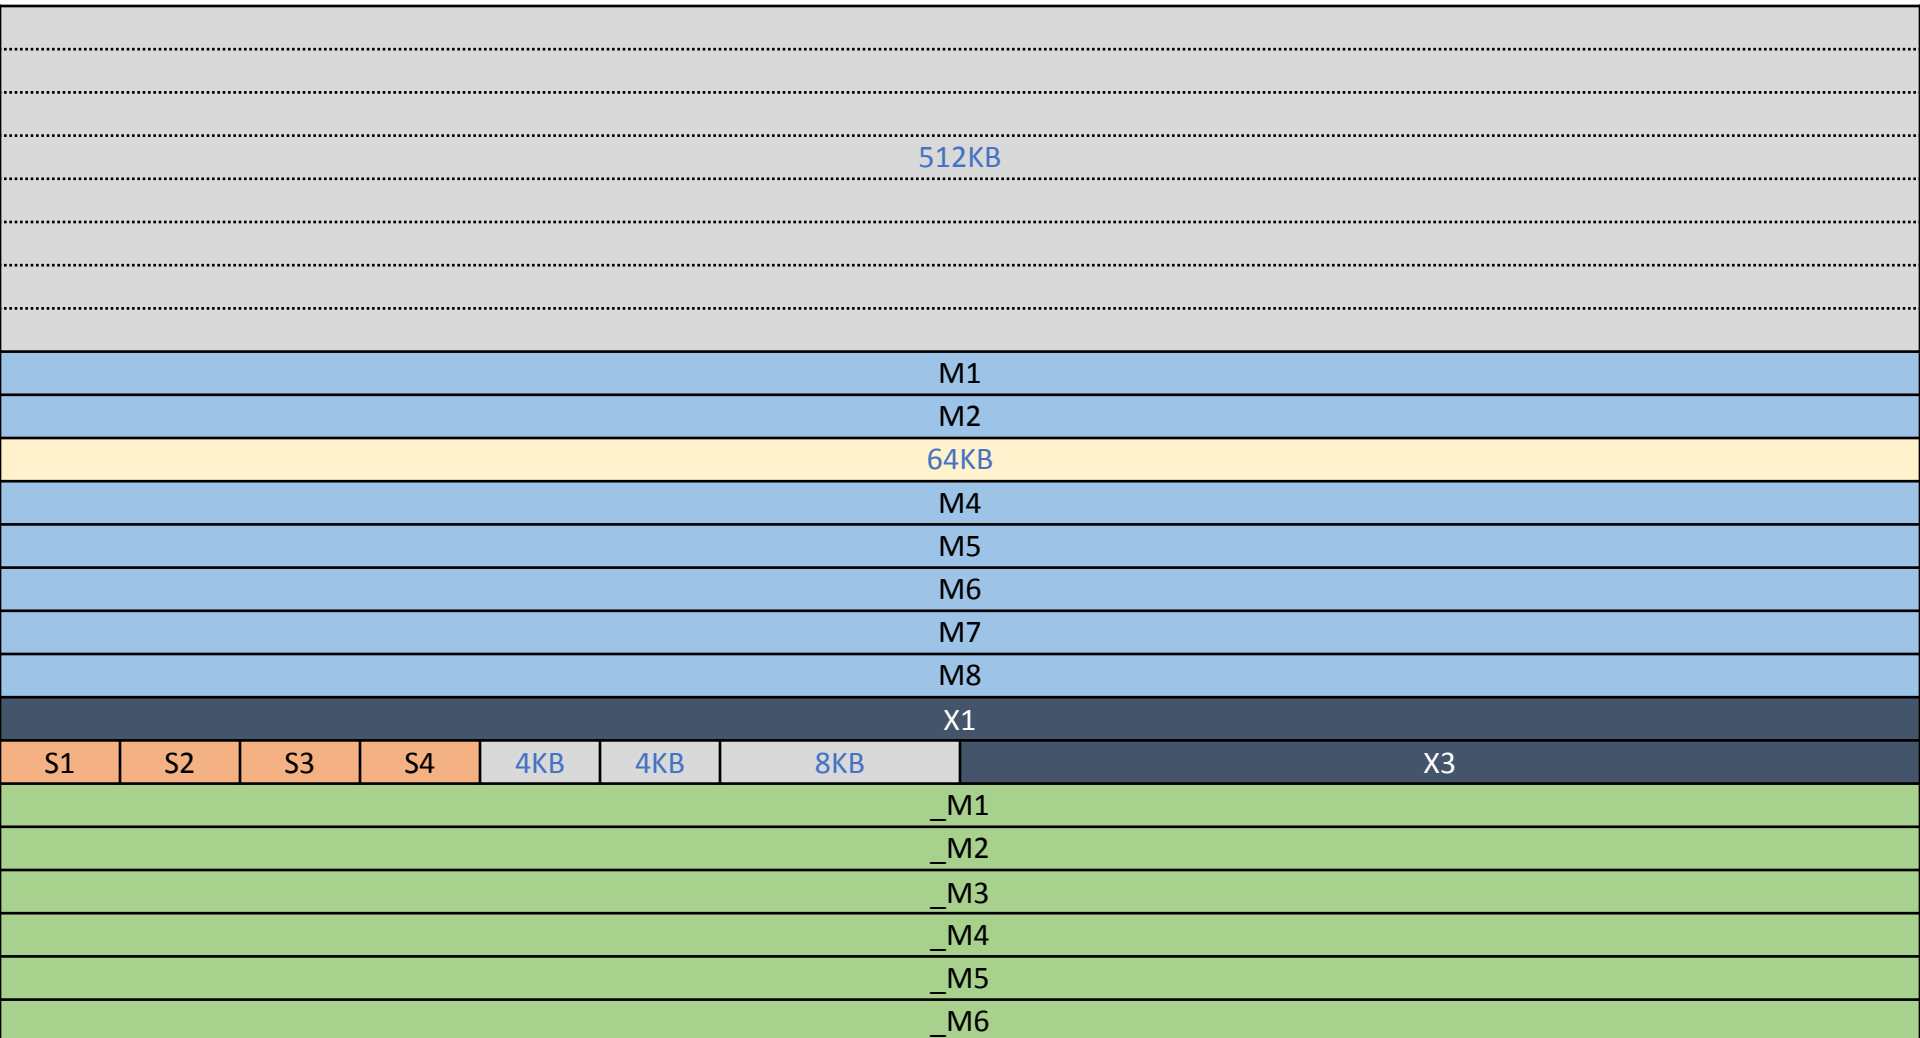 512KB
M1
M2
64KB
M4
M5
M6
M7
M8
X1
S1 S2 S3 S4 4KB 4KB 8KB X3
_M1
_M2
_M3
_M4
_M5
_M6